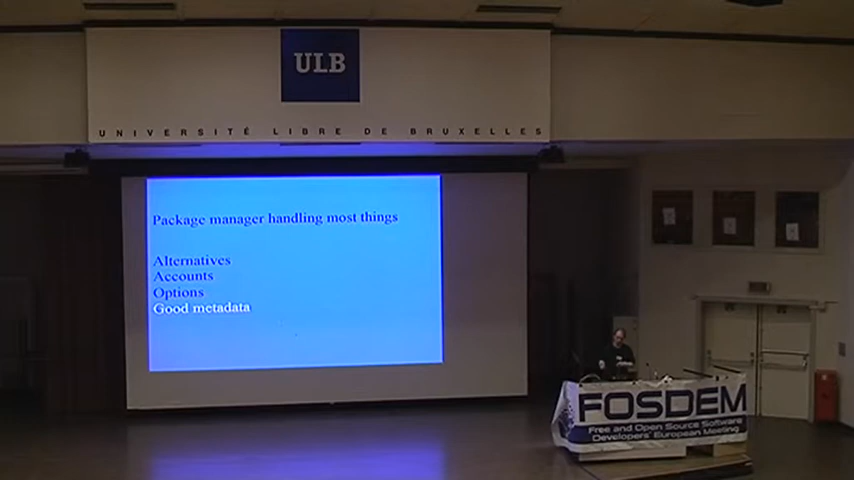 ULB
UNIVERSITÉ LIBRE DE BRUXELLES
Package manager handling most things
Alternatives
Accounts
Options
Good metadata
FOSDEM
Free and Open Source Software
Developers' European Meeting